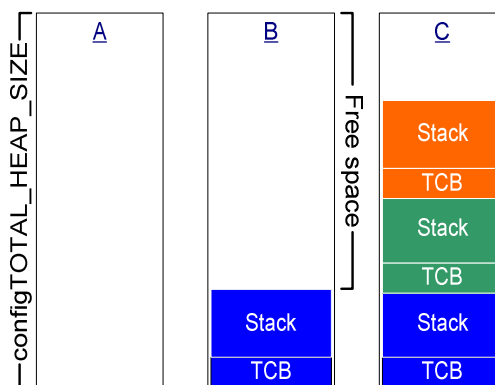 configTOTAL_HEAP_SIZE
A
B
Free space
Stack
TCB
C
Stack
TCB
Stack
TCB
Stack
TCB